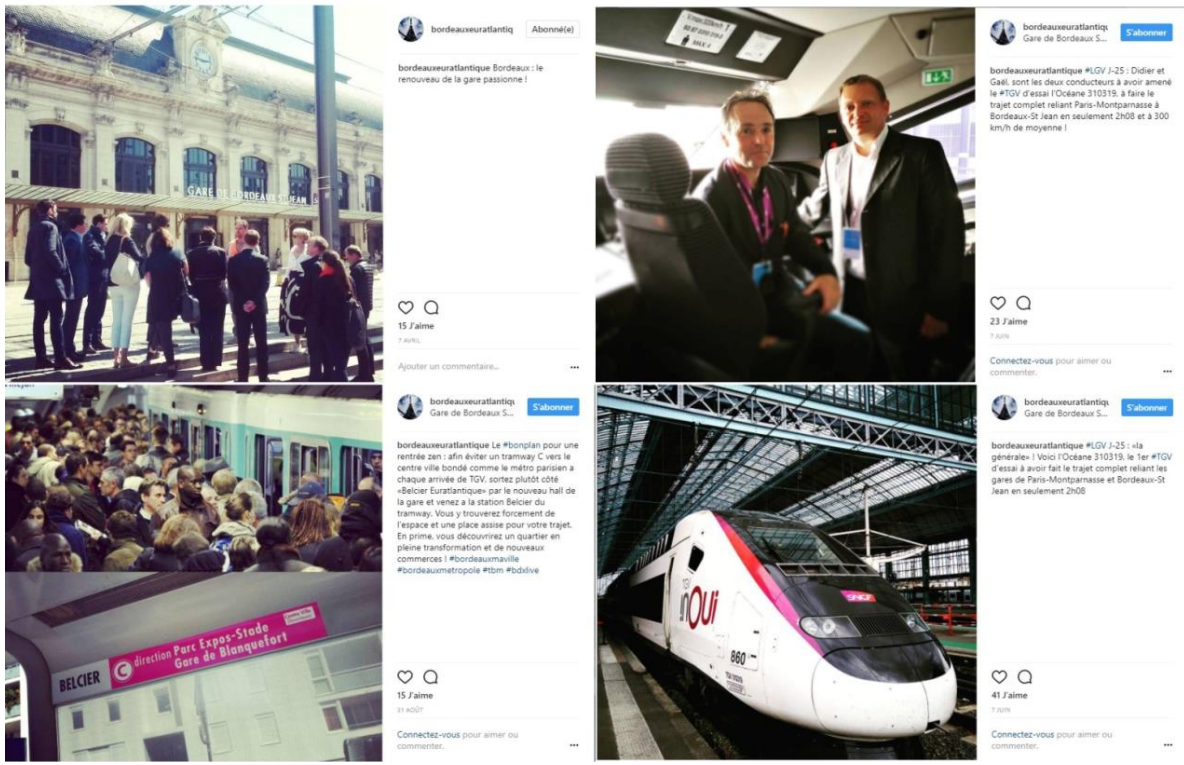 GARE DE BORDEAUX ST JEAN
bordeauxeuratlantiq
Abonné(e)
bordeauxeuratlantique Bordeaux : le
renouveau de la gare passionne !
15 J'aime
7 AVRIL
Ajouter un commentaire...
bordeauxeuratlantiqu
Gare de Bordeaux S...
S'abonner
bordeauxeuratlantique #LGV J-25 : Didier et
Gaël, sont les deux conducteurs à avoir amené
le #TGV d'essai l'Océane 310319, à faire le
trajet complet reliant Paris-Montparnasse à
Bordeaux-St Jean en seulement 2h08 et à 300
km/h de moyenne !
23 J'aime
7 JUIN
Connectez-vous pour aimer ou
commenter.
BELCIER
C direction Parc Expos-Stade
Gare de Blanquefort
bordeauxeuratlantiqu
Gare de Bordeaux S...
S'abonner
bordeauxeuratlantique Le #bonplan pour une
rentrée zen : afin éviter un tramway C vers le
centre ville bondé comme le métro parisien a
chaque arrivée de TGV, sortez plutôt côté
«Belcier Euratlantique» par le nouveau hall de
la gare et venez a la station Belcier du
tramway. Vous y trouverez forcement de
l'espace et une place assise pour votre trajet.
En prime, vous découvrirez un quartier en
pleine transformation et de nouveaux
commerces ! #bordeauxmaville
#bordeauxmetropole #tbm #bdxlive
15 J'aime
31 AOÛT
Connectez-vous pour aimer ou
commenter.
TGV
inOui
SNCF
860
bordeauxeuratlantiqu
Gare de Bordeaux S...
S'abonner
bordeauxeuratlantique #LGV J-25 : «la
générale» ! Voici l'Océane 310319, le 1er #TGV
d'essai à avoir fait le trajet complet reliant les
gares de Paris-Montparnasse et Bordeaux-St
Jean en seulement 2h08
41 J'aime
7 JUIN
Connectez-vous pour aimer ou
commenter.